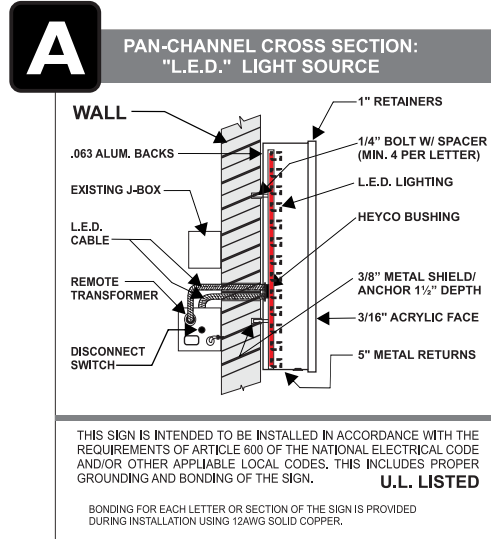 A
PAN-CHANNEL CROSS SECTION:
"L.E.D." LIGHT SOURCE
WALL
.063 ALUM. BACKS
EXISTING J-BOX
L.E.D.
CABLE
REMOTE
TRANSFORMER
DISCONNECT
SWITCH
1" RETAINERS
1/4” BOLT W/ SPACER
(MIN. 4 PER LETTER)
L.E.D. LIGHTING
HEYCO BUSHING
3/8” METAL SHIELD/
ANCHOR 1½” DEPTH
3/16" ACRYLIC FACE
5" METAL RETURNS
THIS SIGN IS INTENDED TO BE INSTALLED IN ACCORDANCE WITH THE
REQUIREMENTS OF ARTICLE 600 OF THE NATIONAL ELECTRICAL CODE
AND/OR OTHER APPLIABLE LOCAL CODES. THIS INCLUDES PROPER
GROUNDING AND BONDING OF THE SIGN.
U.L. LISTED
BONDING FOR EACH LETTER OR SECTION OF THE SIGN IS PROVIDED
DURING INSTALLATION USING 12AWG SOLID COPPER.